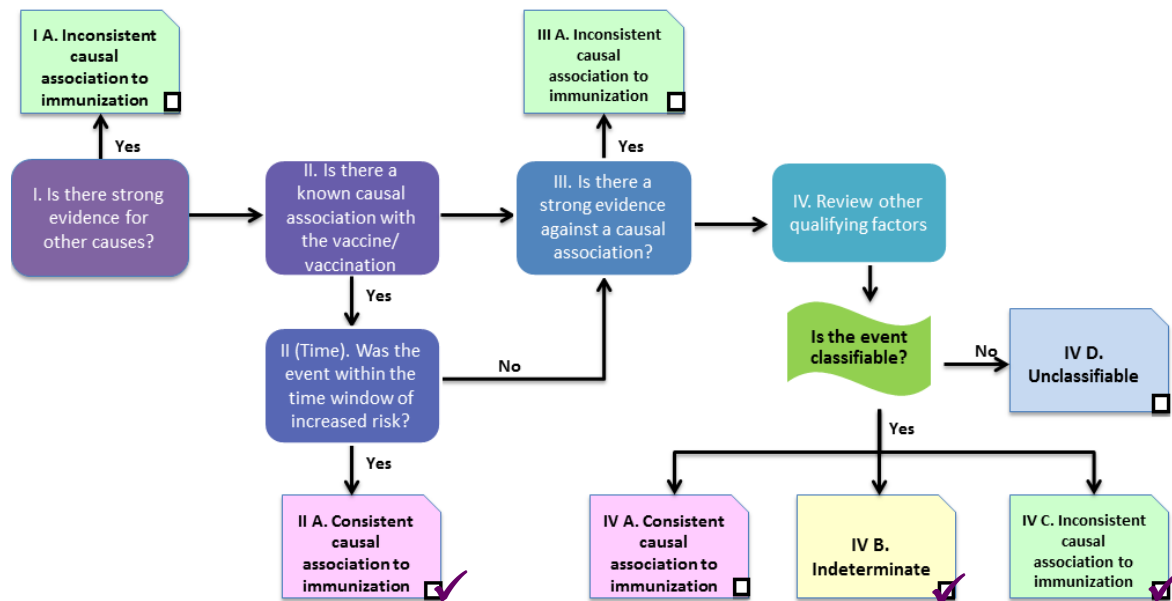 I A. Inconsistent
causal
association to
immunization
III A. Inconsistent
causal
association to
immunization
Yes
Yes
I. Is there strong
evidence for
other causes?
II. Is there a
known causal
association with
the vaccine/
vaccination
III. Is there a
strong evidence
against a causal
association?
IV. Review other
qualifying factors
Yes
II (Time). Was the
event within the
time window of
increased risk?
No
Is the event
classifiable?
No
IV D.
Unclassifiable
Yes
Yes
II A. Consistent
causal
association to
immunization
IV A. Consistent
causal
association to
immunization
IV B.
Indeterminate
IV C. Inconsistent
causal
association to
immunization